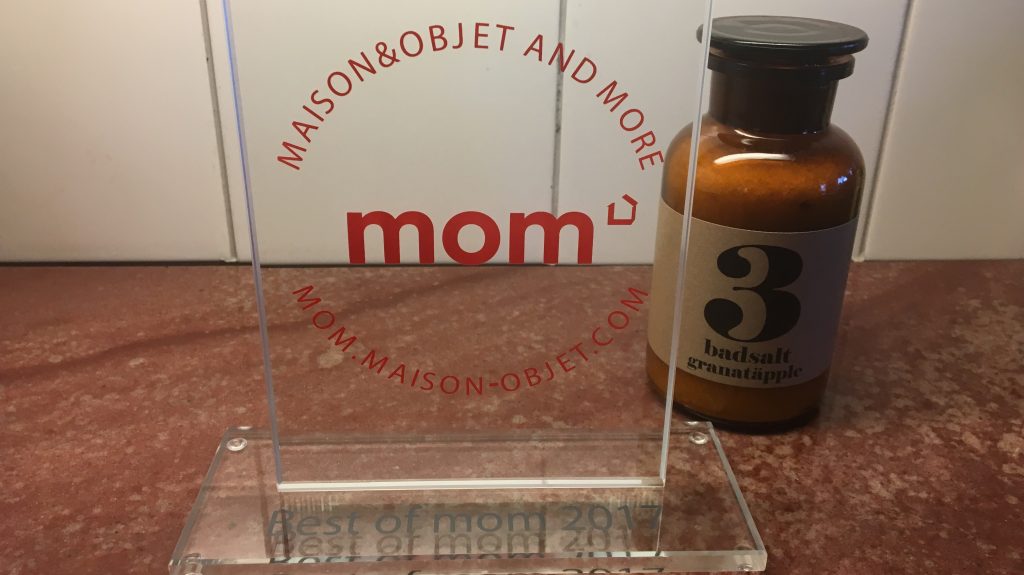 MAISON&OBJET AND MORE
mom
MOM.MAISON-OBJET.COM
Best of mom 2017
3
badsalt
granatäpple